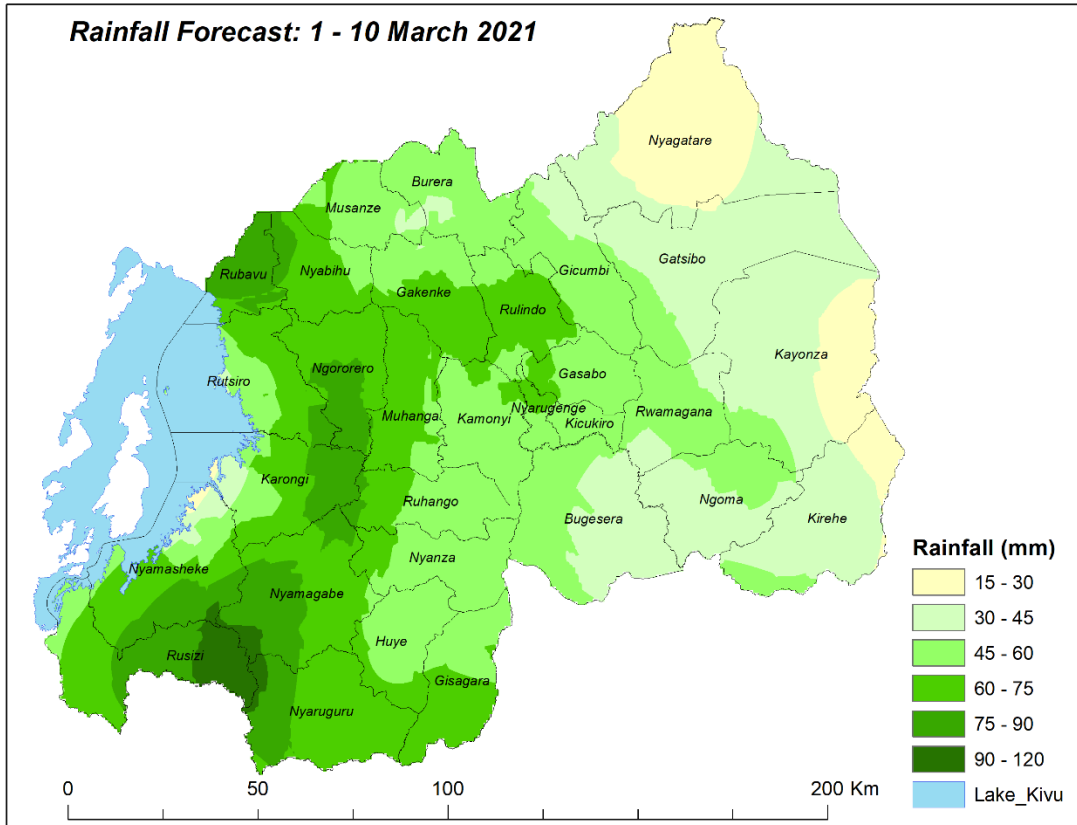 Rainfall Forecast: 1 - 10 March 2021
Nyagatare
Burera
Musanze
Rubavu
Nyabihu
Gicumbi
Gatsibo
Gakenke
Rulindo
Kayonza
Ngororero
Gasabo
Rutsiro
Nyarugenge
Muhanga
Kamonyi
Kicukiro
Rwamagana
Karongi
Ruhango
Ngoma
Bugesera
Kirehe
Nyanza
Nyamasheke
Nyamagabe
Huye
Rusizi
Gisagara
Nyaruguru
Rainfall (mm)
15 - 30
30 - 45
45 - 60
60 - 75
75 - 90
90 - 120
Lake_Kivu
0 50 100 200 Km